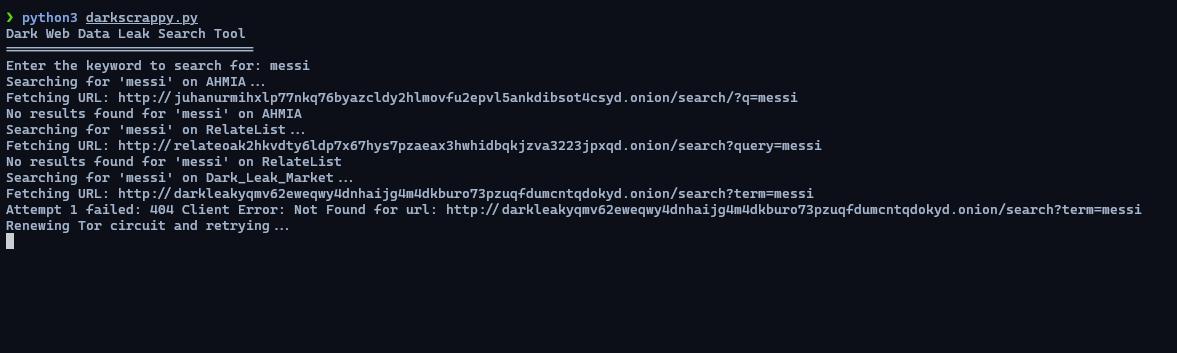 ❯ python3 darkscrappy.py
Dark Web Data Leak Search Tool
===============================
Enter the keyword to search for: messi
Searching for 'messi' on AHMIA...
Fetching URL: http://juhanurmihxlp77nkq76byazcldy2hlmovfu2epvl5ankdibsot4csyd.onion/search/?q=messi
No results found for 'messi' on AHMIA
Searching for 'messi' on RelateList...
Fetching URL: http://relateoak2hkvdty6ldp7x67hys7pzaeax3hwhidbqkjzva3223jpxqd.onion/search?query=messi
No results found for 'messi' on RelateList
Searching for 'messi' on Dark_Leak_Market...
Fetching URL: http://darkleakyqmv62eweqwy4dnhaijg4m4dkburo73pzuqfdumcntqdokyd.onion/search?term=messi
Attempt 1 failed: 404 Client Error: Not Found for url: http://darkleakyqmv62eweqwy4dnhaijg4m4dkburo73pzuqfdumcntqdokyd.onion/search?term=messi
Renewing Tor circuit and retrying...